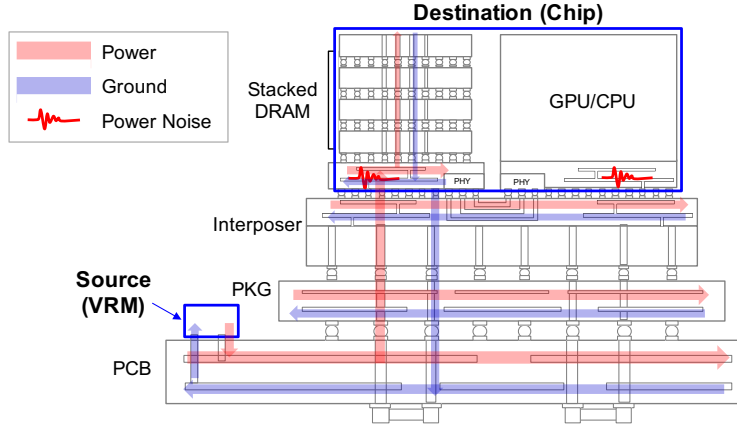 Destination (Chip)
Power
Ground
Power Noise
Stacked
DRAM
GPU/CPU
PHY
PHY
Interposer
Source
(VRM)
PKG
PCB